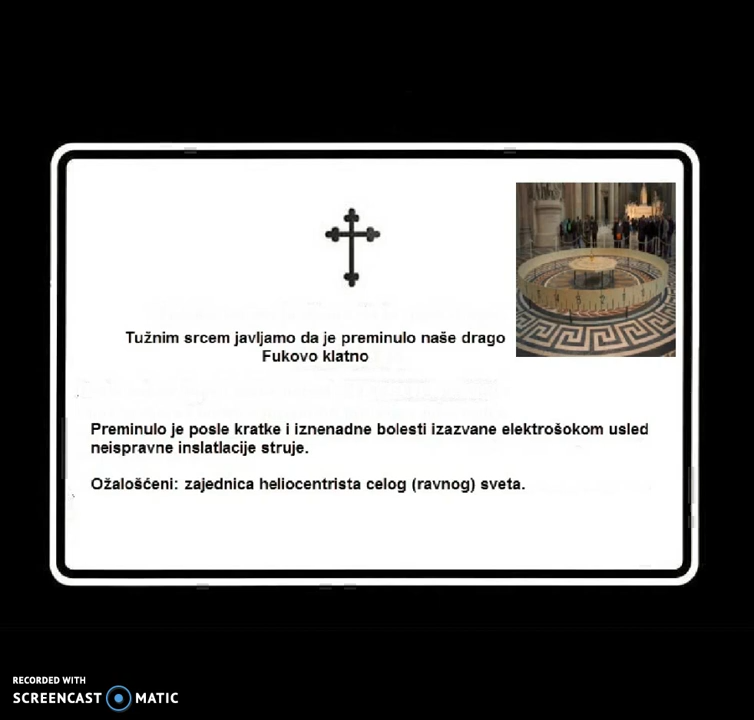 Tužnim srcem javljamo da je preminulo naše drago
Fukovo klatno
Preminulo je posle kratke i iznenadne bolesti izazvane elektrošokom usled
neispravne inslatlacije struje.
Ožalošćeni: zajednica heliocentrista celog (ravnog) sveta.
RECORDED WITH
SCREENCAST MATIC